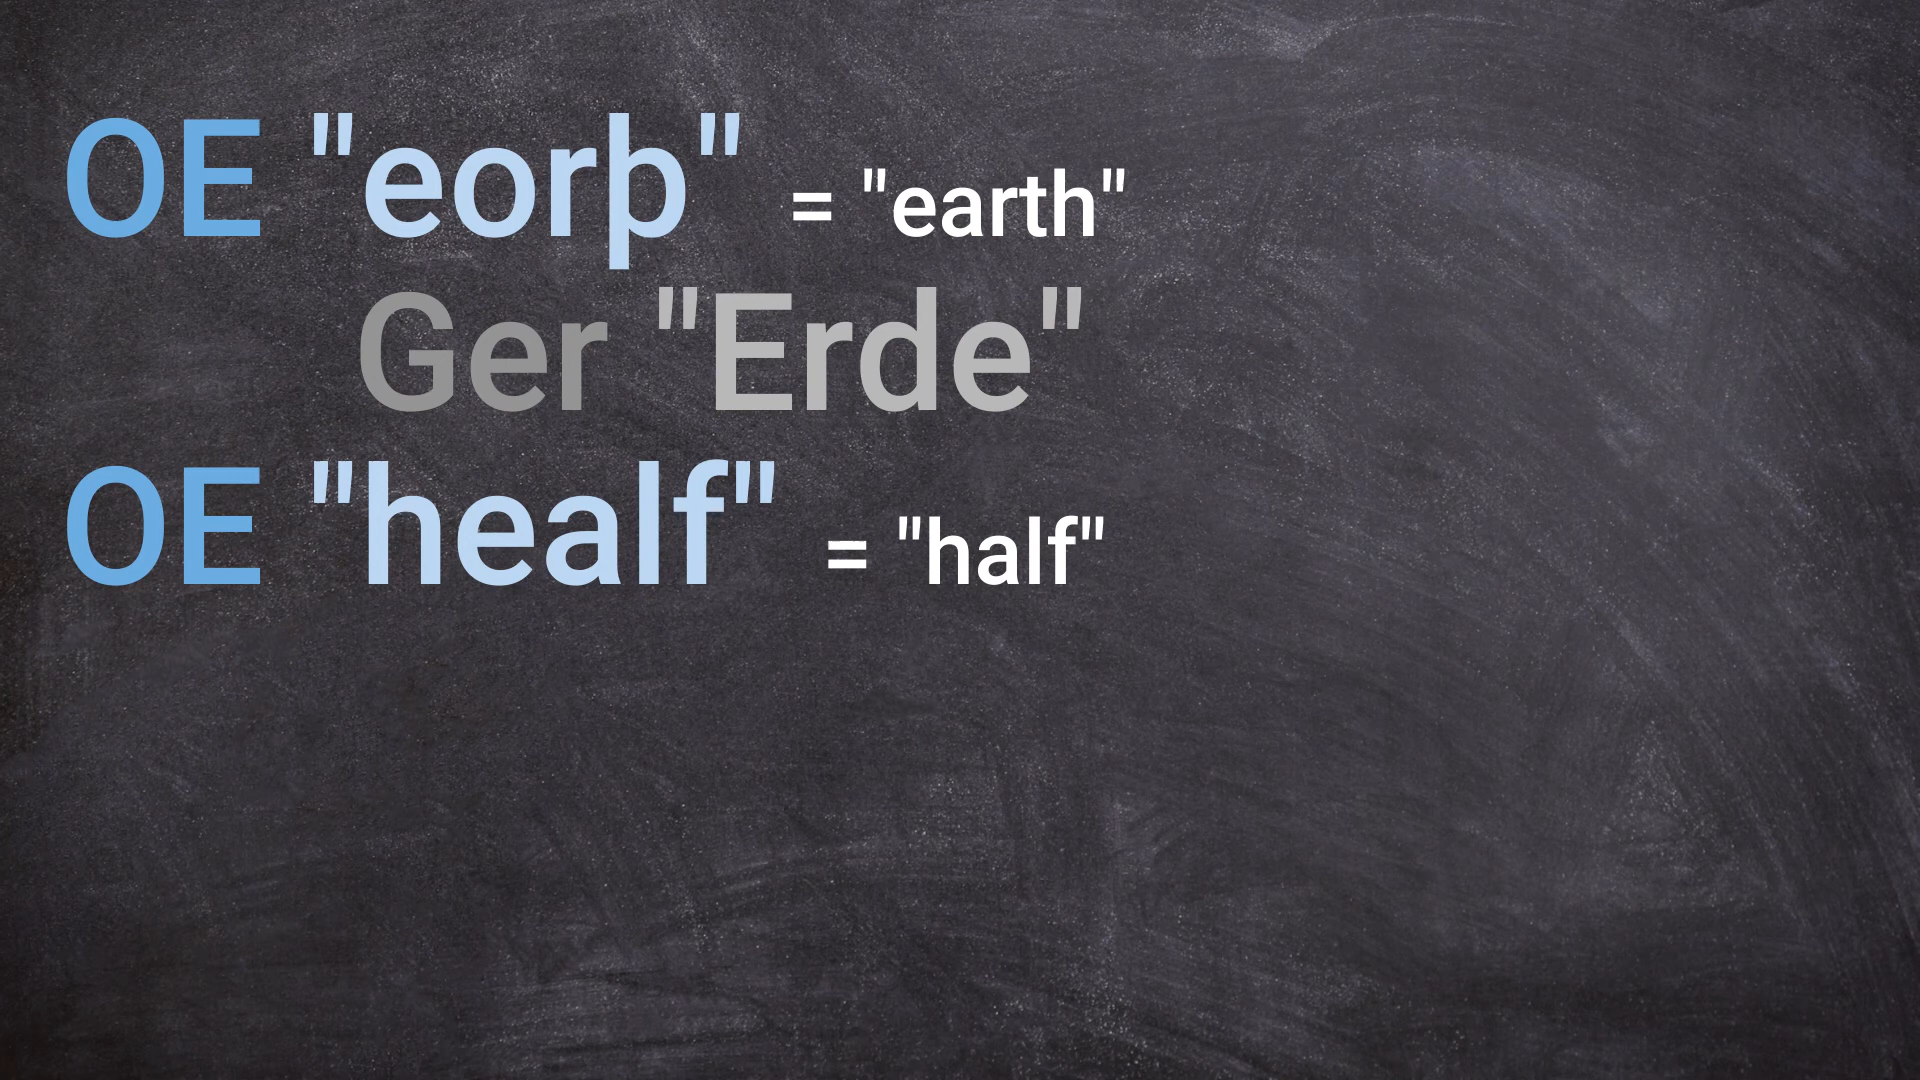 OE "eorþ" = "earth"
Ger "Erde"
OE "healf" = "half"